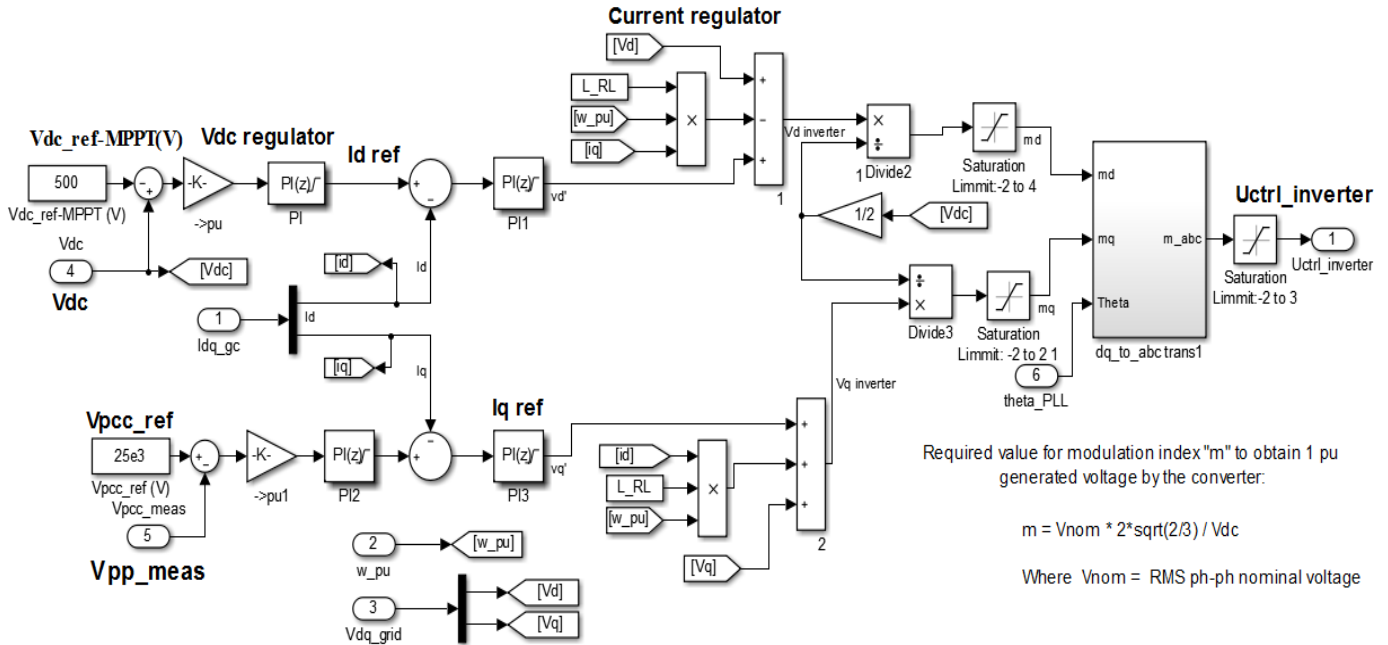 Current regulator
[Vd]
L_RL
[w_pu]
[iq]
×
+
−
+
1
Vd inverter
Vdc_ref-MPPT(V)
500
Vdc_ref-MPPT (V)
-
+
-K-
->pu
Vdc regulator
PI(z)
PI
Id ref
+
-
PI(z)
PI1
vd'
Vdc
4
Vdc
[Vdc]
[id]
Id
1
Idq_gc
Id
[iq]
Iq
×
÷
1
Divide2
Saturation
Limmit:-2 to 4
md
1/2
[Vdc]
÷
×
Divide3
Saturation
Limmit: -2 to 2 1
mq
md
mq
Theta
m_abc
dq_to_abc trans1
6
theta_PLL
Uctrl_inverter
Saturation
Limmit:-2 to 3
1
Uctrl_inverter
Vpcc_ref
25e3
Vpcc_ref (V)
Vpcc_meas
5
Vpp_meas
+
-
-K-
->pu1
PI(z)
PI2
-
+
Iq ref
PI(z)
PI3
vq'
[id]
L_RL
[w_pu]
×
[Vq]
+
+
+
2
Vq inverter
2
w_pu
[w_pu]
3
Vdq_grid
[Vd]
[Vq]
Required value for modulation index "m" to obtain 1 pu
generated voltage by the converter:
m = Vnom * 2*sqrt(2/3) / Vdc
Where Vnom = RMS ph-ph nominal voltage